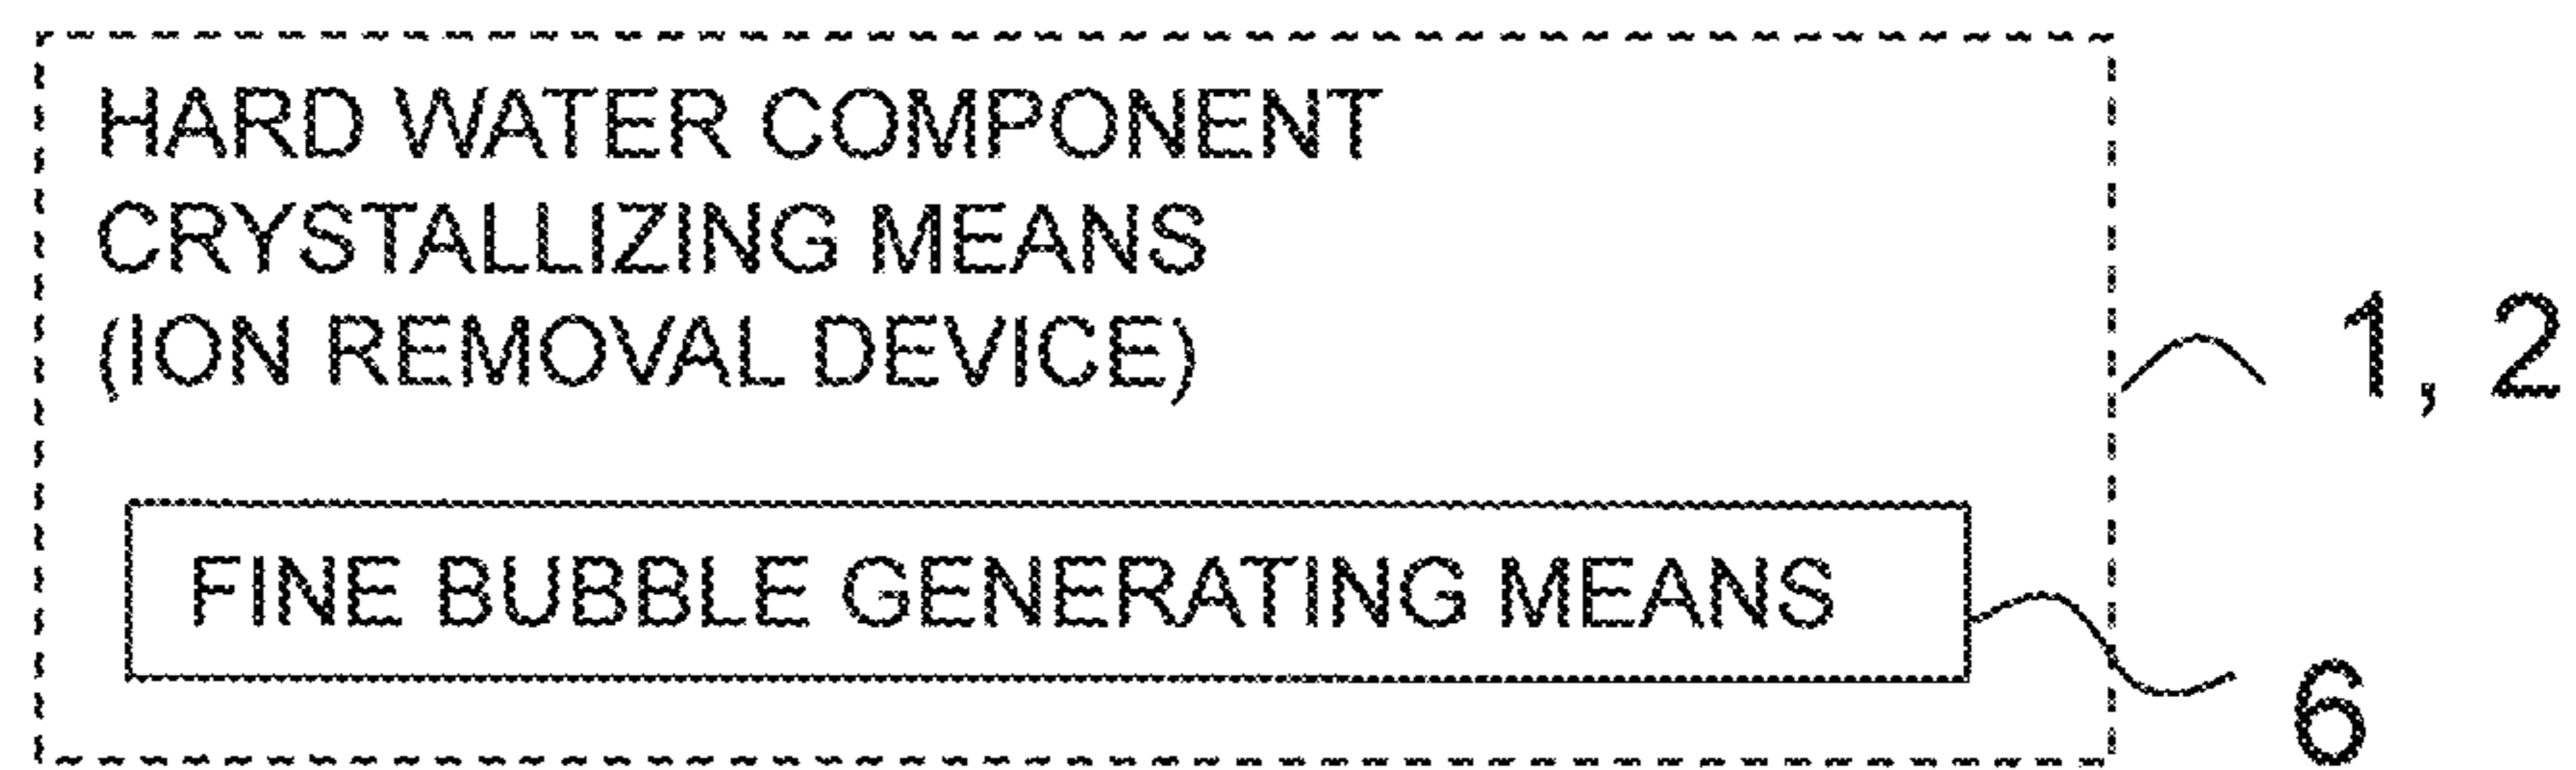 HARD WATER COMPONENT
CRYSTALLIZING MEANS
(ION REMOVAL DEVICE)
1, 2
FINE BUBBLE GENERATING MEANS
6